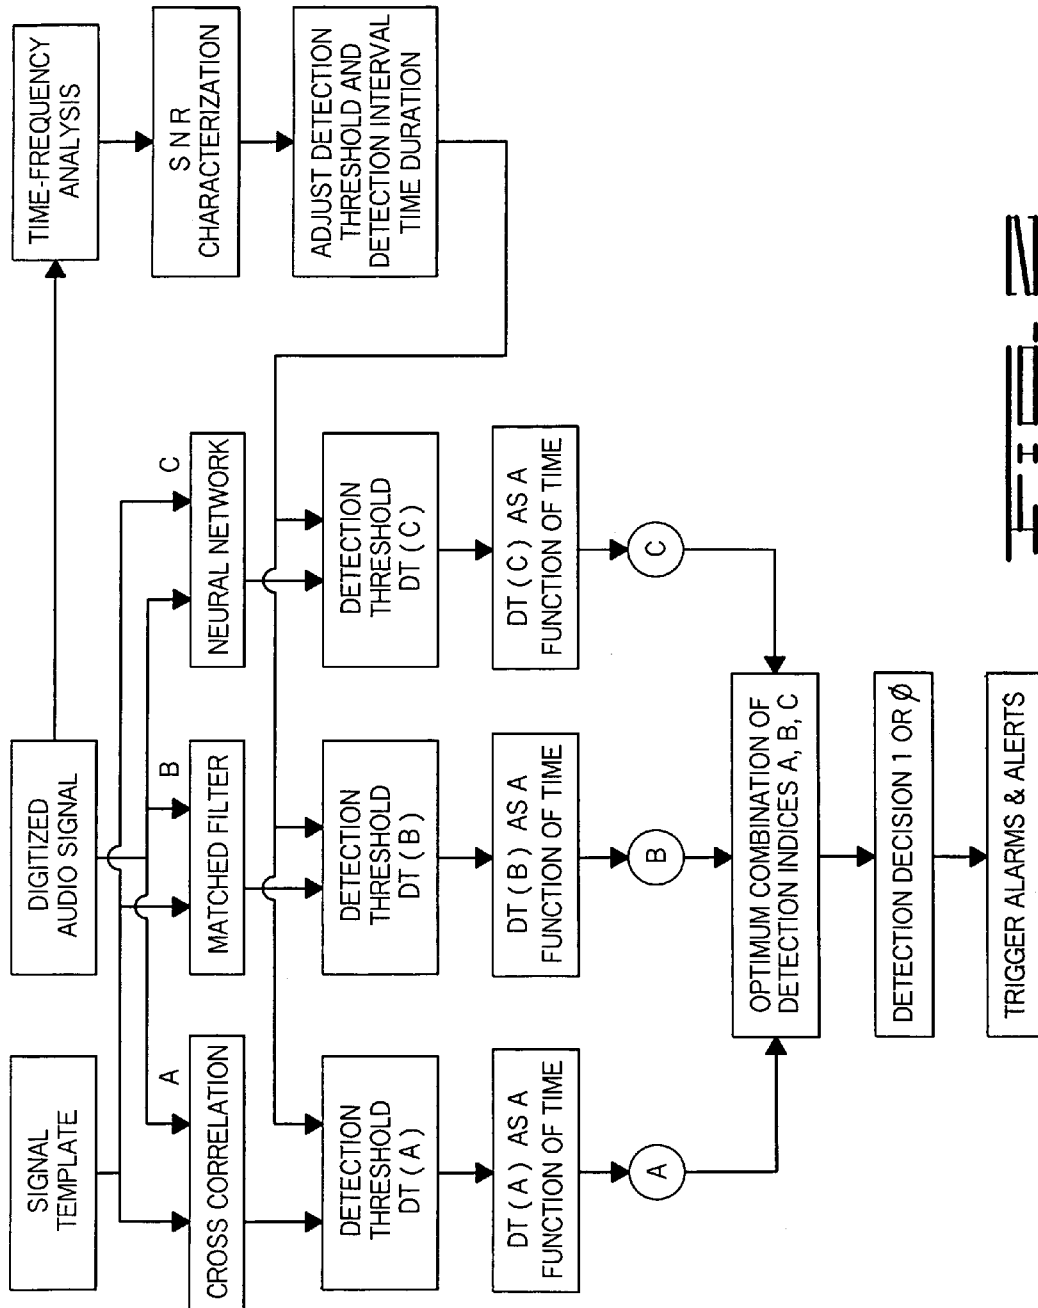 SIGNAL
TEMPLATE
DIGITIZED
AUDIO SIGNAL
TIME-FREQUENCY
ANALYSIS
A
B
C
CROSS CORRELATION
MATCHED FILTER
NEURAL NETWORK
SNR
CHARACTERIZATION
DETECTION
THRESHOLD
DT (A)
DETECTION
THRESHOLD
DT (B)
DETECTION
THRESHOLD
DT (C)
ADJUST DETECTION
THRESHOLD AND
DETECTION INTERVAL
TIME DURATION
DT (A) AS A
FUNCTION OF TIME
DT (B) AS A
FUNCTION OF TIME
DT (C) AS A
FUNCTION OF TIME
A
B
C
OPTIMUM COMBINATION OF
DETECTION INDICES A, B, C
DETECTION DECISION 1 OR Ø
TRIGGER ALARMS & ALERTS